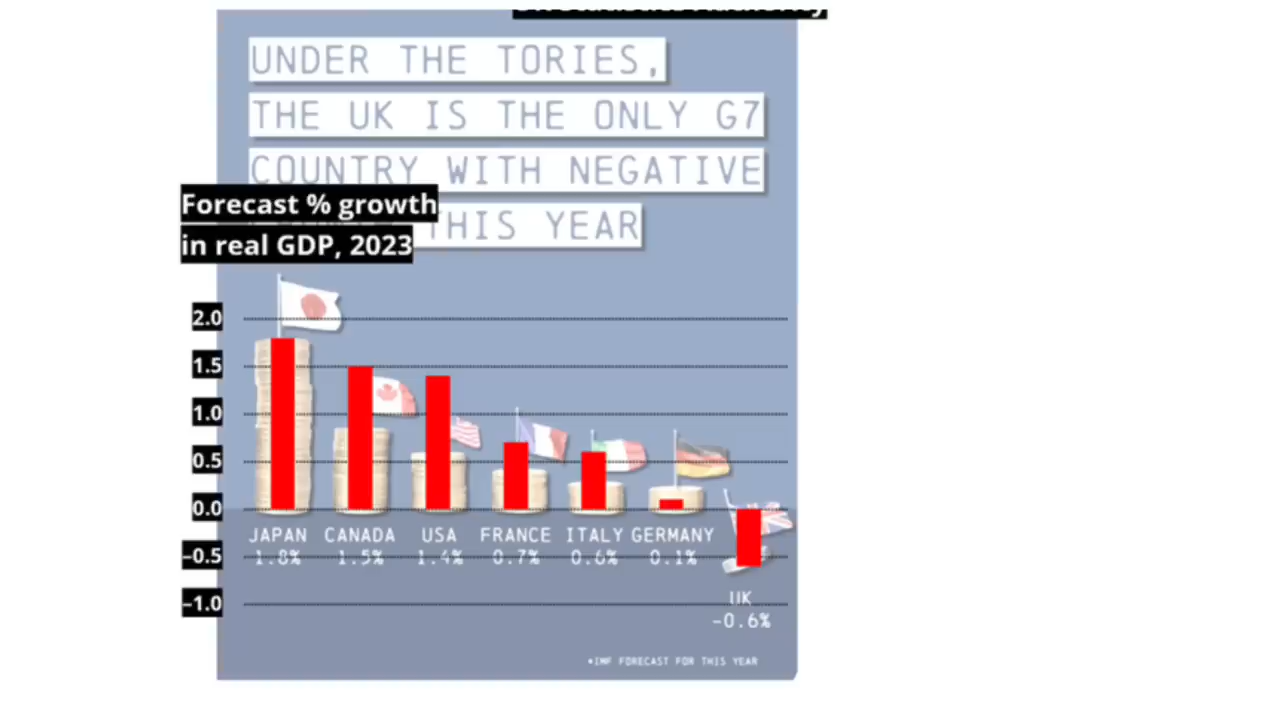 UNDER THE TORIES,
THE UK IS THE ONLY G7
COUNTRY WITH NEGATIVE
THIS YEAR
Forecast % growth
in real GDP, 2023
2.0
1.5
1.0
0.5
0.0
–0.5
–1.0
JAPAN CANADA USA FRANCE ITALY GERMANY
1.8% 1.5% 1.4% 0.7% 0.6% 0.1%
UK
-0.6%
*IMF FORECAST FOR THIS YEAR